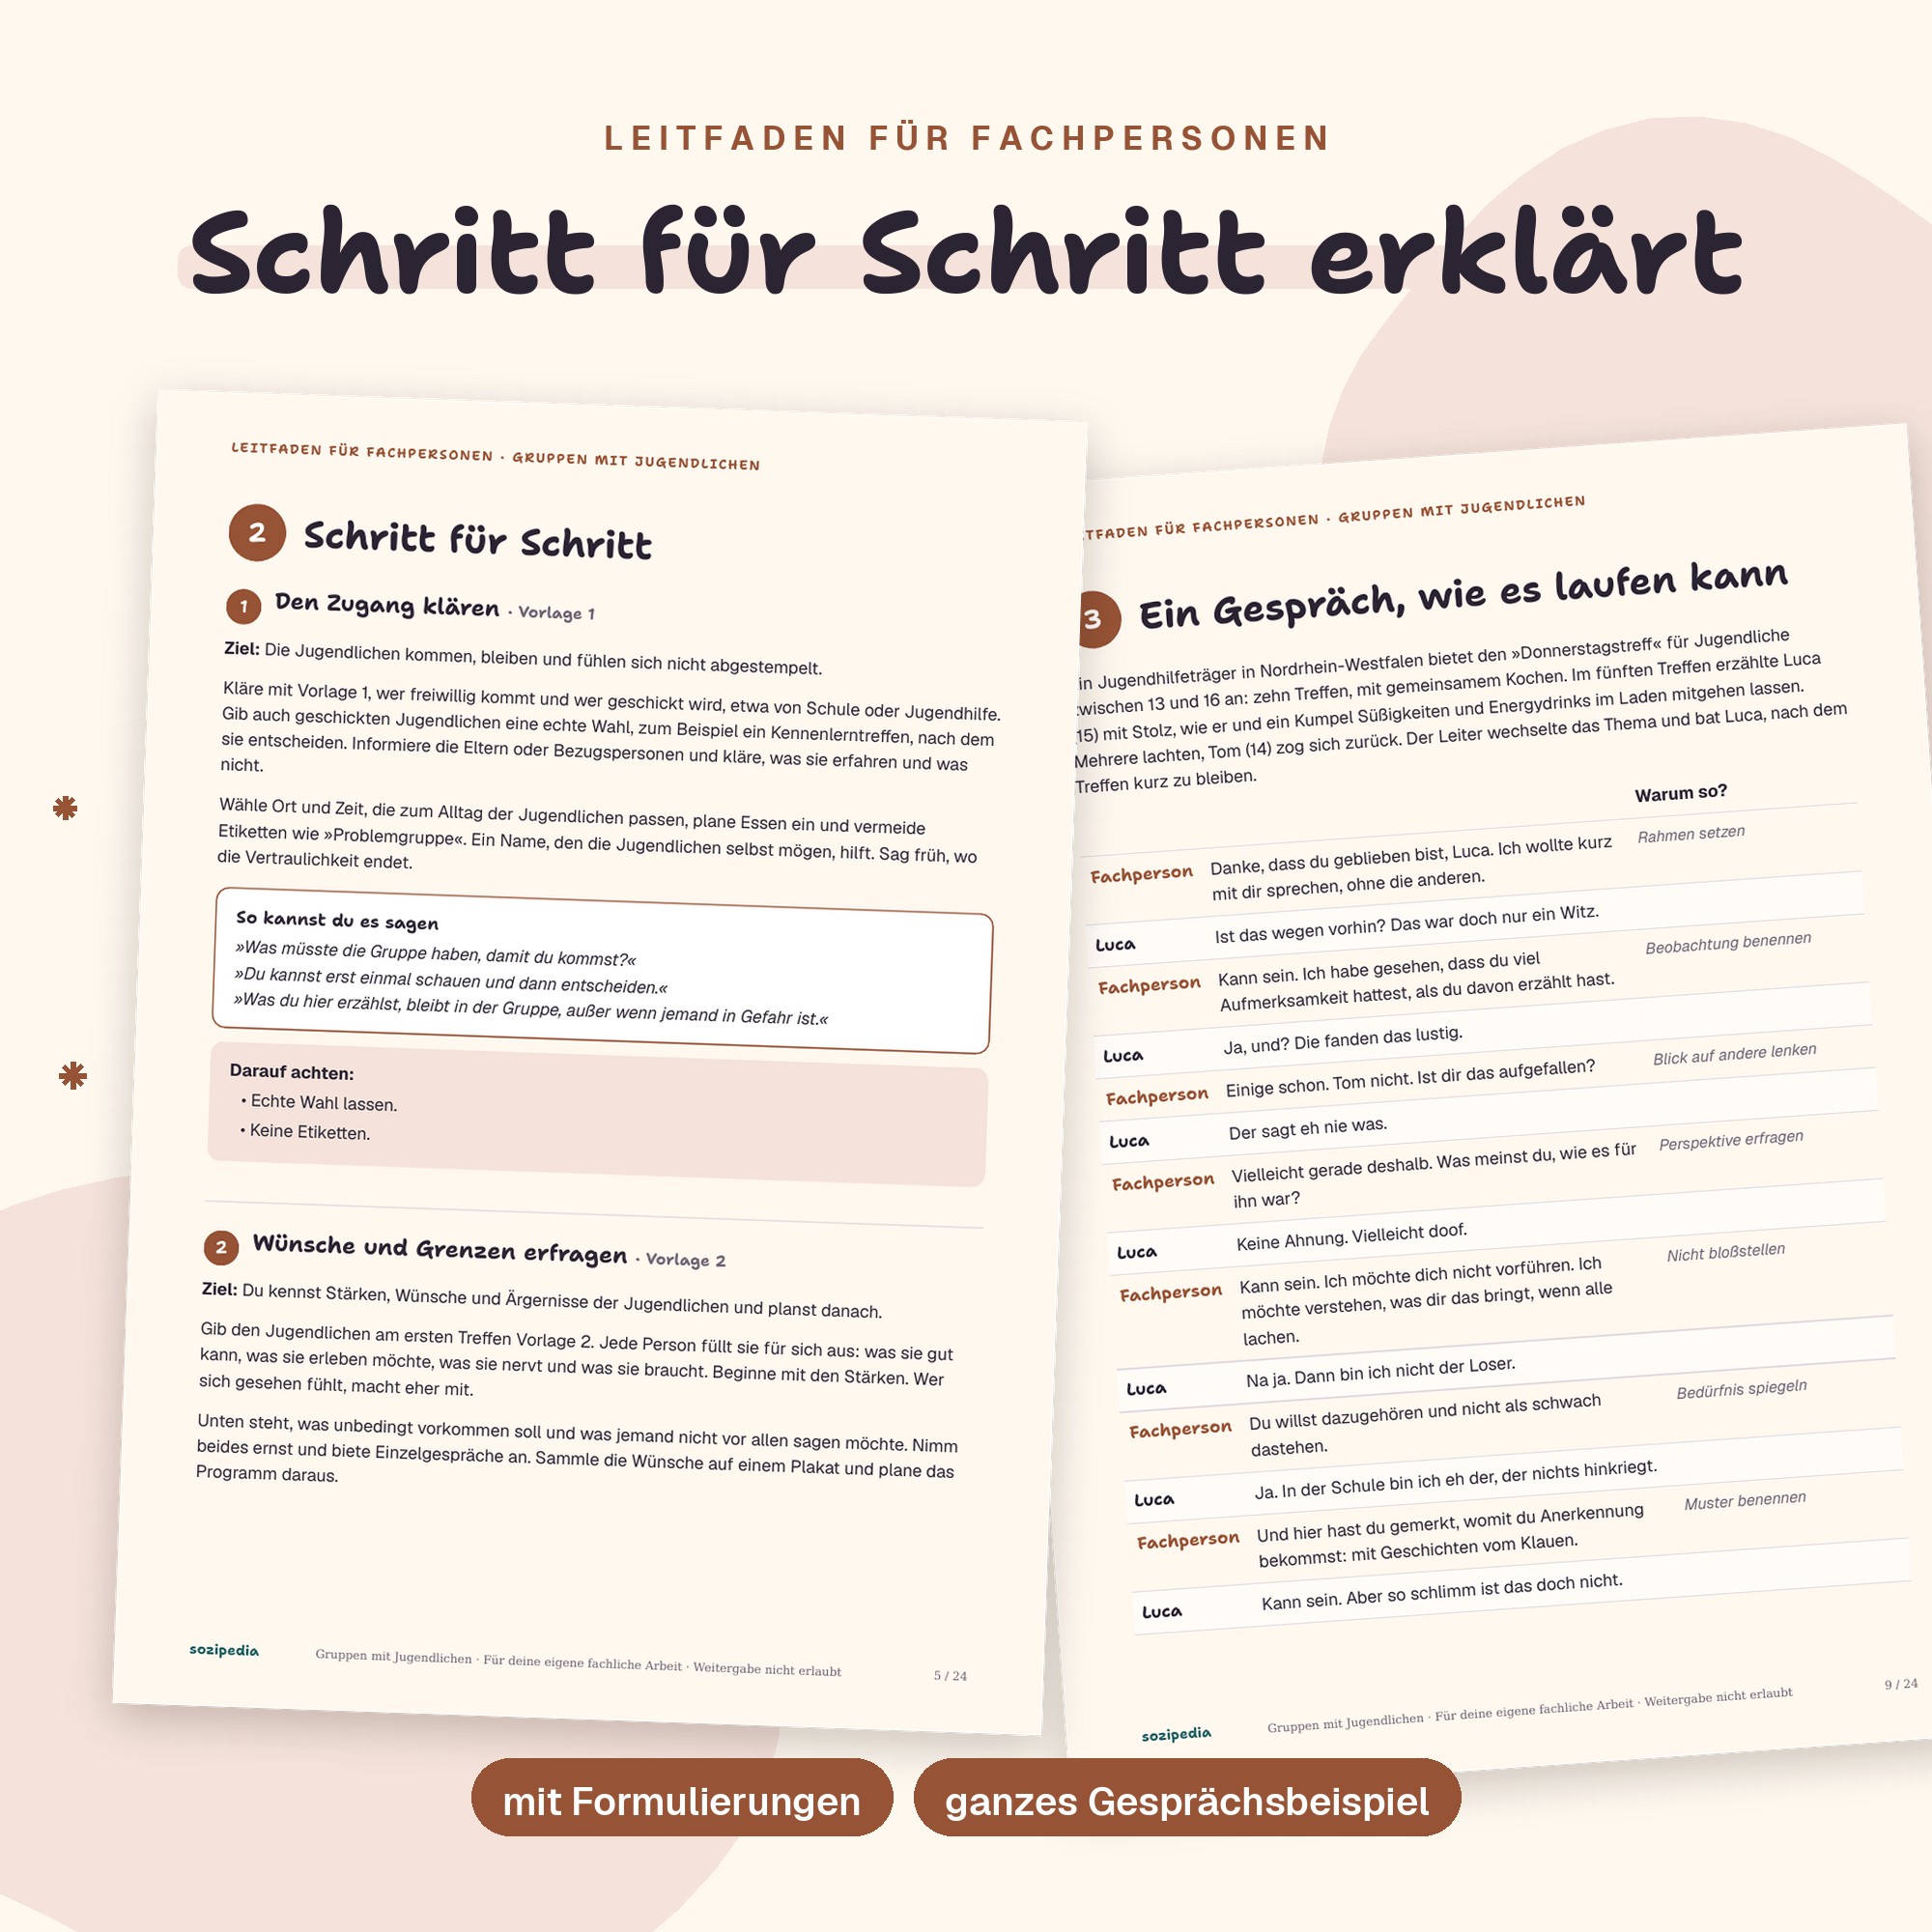 LEITFADEN FÜR FACHPERSONEN
Schritt für Schritt erklärt
LEITFADEN FÜR FACHPERSONEN · GRUPPEN MIT JUGENDLICHEN
2 Schritt für Schritt
1 Den Zugang klären · Vorlage 1
Ziel: Die Jugendlichen kommen, bleiben und fühlen sich nicht abgestempelt.
Kläre mit Vorlage 1, wer freiwillig kommt und wer geschickt wird, etwa von Schule oder Jugendhilfe.
Gib auch geschickten Jugendlichen eine echte Wahl, zum Beispiel ein Kennenlerntreffen, nach dem
sie entscheiden. Informiere die Eltern oder Bezugspersonen und kläre, was sie erfahren und was
nicht.
Wähle Ort und Zeit, die zum Alltag der Jugendlichen passen, plane Essen ein und vermeide
Etiketten wie »Problemgruppe«. Ein Name, den die Jugendlichen selbst mögen, hilft. Sag früh, wo
die Vertraulichkeit endet.
So kannst du es sagen
»Was müsste die Gruppe haben, damit du kommst?«
»Du kannst erst einmal schauen und dann entscheiden.«
»Was du hier erzählst, bleibt in der Gruppe, außer wenn jemand in Gefahr ist.«
Darauf achten:
• Echte Wahl lassen.
• Keine Etiketten.
2 Wünsche und Grenzen erfragen · Vorlage 2
Ziel: Du kennst Stärken, Wünsche und Ärgernisse der Jugendlichen und planst danach.
Gib den Jugendlichen am ersten Treffen Vorlage 2. Jede Person füllt sie für sich aus: was sie gut
kann, was sie erleben möchte, was sie nervt und was sie braucht. Beginne mit den Stärken. Wer
sich gesehen fühlt, macht eher mit.
Unten steht, was unbedingt vorkommen soll und was jemand nicht vor allen sagen möchte. Nimm
beides ernst und biete Einzelgespräche an. Sammle die Wünsche auf einem Plakat und plane das
Programm daraus.
sozipedia Gruppen mit Jugendlichen · Für deine eigene fachliche Arbeit · Weitergabe nicht erlaubt 5 / 24
TFADEN FÜR FACHPERSONEN · GRUPPEN MIT JUGENDLICHEN
3 Ein Gespräch, wie es laufen kann
in Jugendhilfeträger in Nordrhein-Westfalen bietet den »Donnerstagstreff« für Jugendliche
wischen 13 und 16 an: zehn Treffen, mit gemeinsamem Kochen. Im fünften Treffen erzählte Luca
15) mit Stolz, wie er und ein Kumpel Süßigkeiten und Energydrinks im Laden mitgehen lassen.
Mehrere lachten, Tom (14) zog sich zurück. Der Leiter wechselte das Thema und bat Luca, nach dem
Treffen kurz zu bleiben.
Warum so?
Fachperson Danke, dass du geblieben bist, Luca. Ich wollte kurz Rahmen setzen
mit dir sprechen, ohne die anderen.
Luca Ist das wegen vorhin? Das war doch nur ein Witz.
Fachperson Kann sein. Ich habe gesehen, dass du viel Beobachtung benennen
Aufmerksamkeit hattest, als du davon erzählt hast.
Luca Ja, und? Die fanden das lustig.
Fachperson Einige schon. Tom nicht. Ist dir das aufgefallen? Blick auf andere lenken
Luca Der sagt eh nie was.
Fachperson Vielleicht gerade deshalb. Was meinst du, wie es für Perspektive erfragen
ihn war?
Luca Keine Ahnung. Vielleicht doof.
Fachperson Kann sein. Ich möchte dich nicht vorführen. Ich Nicht bloßstellen
möchte verstehen, was dir das bringt, wenn alle
lachen.
Luca Na ja. Dann bin ich nicht der Loser.
Fachperson Du willst dazugehören und nicht als schwach Bedürfnis spiegeln
dastehen.
Luca Ja. In der Schule bin ich eh der, der nichts hinkriegt.
Fachperson Und hier hast du gemerkt, womit du Anerkennung Muster benennen
bekommst: mit Geschichten vom Klauen.
Luca Kann sein. Aber so schlimm ist das doch nicht.
sozipedia Gruppen mit Jugendlichen · Für deine eigene fachliche Arbeit · Weitergabe nicht erlaubt 9 / 24
mit Formulierungen
ganzes Gesprächsbeispiel